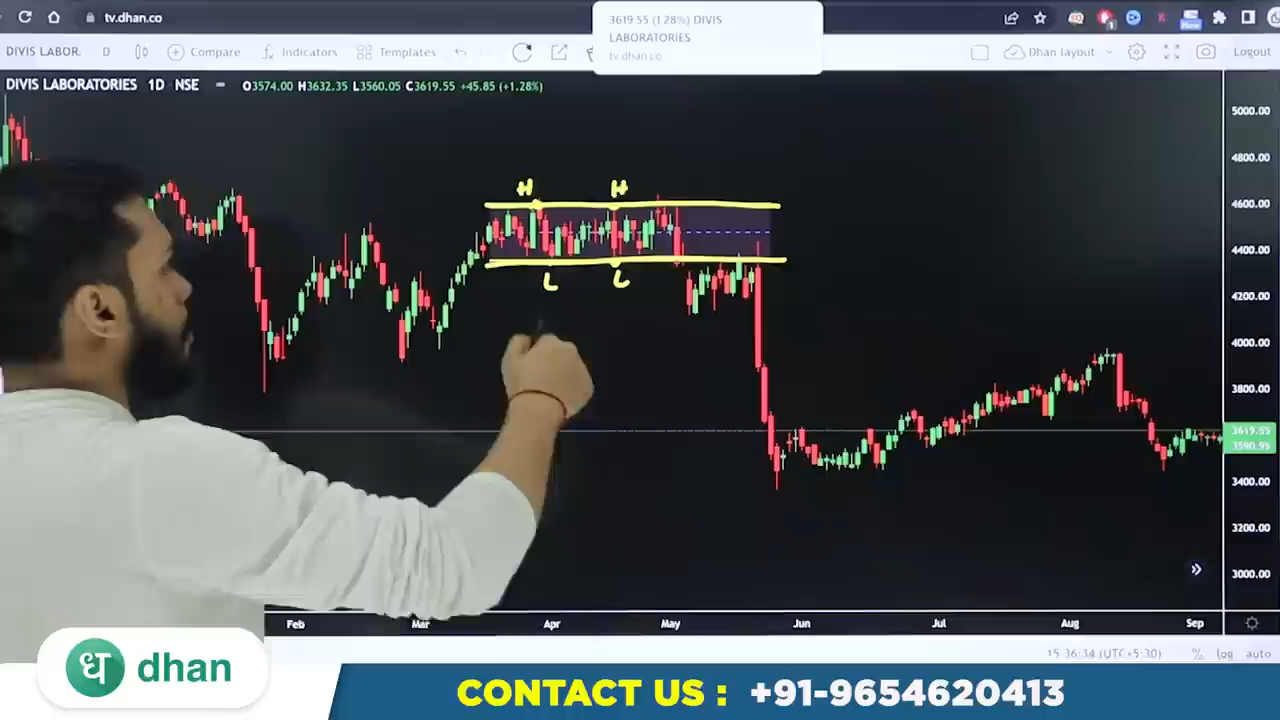 tv.dhan.co
3619.55 (1.28%) DIVIS
LABORATORIES
tv.dhan.co
New
1
DIVIS LABOR.
D
Compare
Indicators
Templates
Dhan layout
Logout
DIVIS LABORATORIES 1D NSE
O3574.00 H3632.35 L3560.05 C3619.55 +45.85 (+1.28%)
5000.00
4800.00
4600.00
4400.00
4200.00
4000.00
3800.00
3619.55
3590.95
3400.00
3200.00
3000.00
H
H
L
L
Feb
Mar
Apr
May
Jun
Jul
Aug
Sep
15:36:34 (UTC+5:30)
%
log
auto
ध dhan
CONTACT US : +91-9654620413